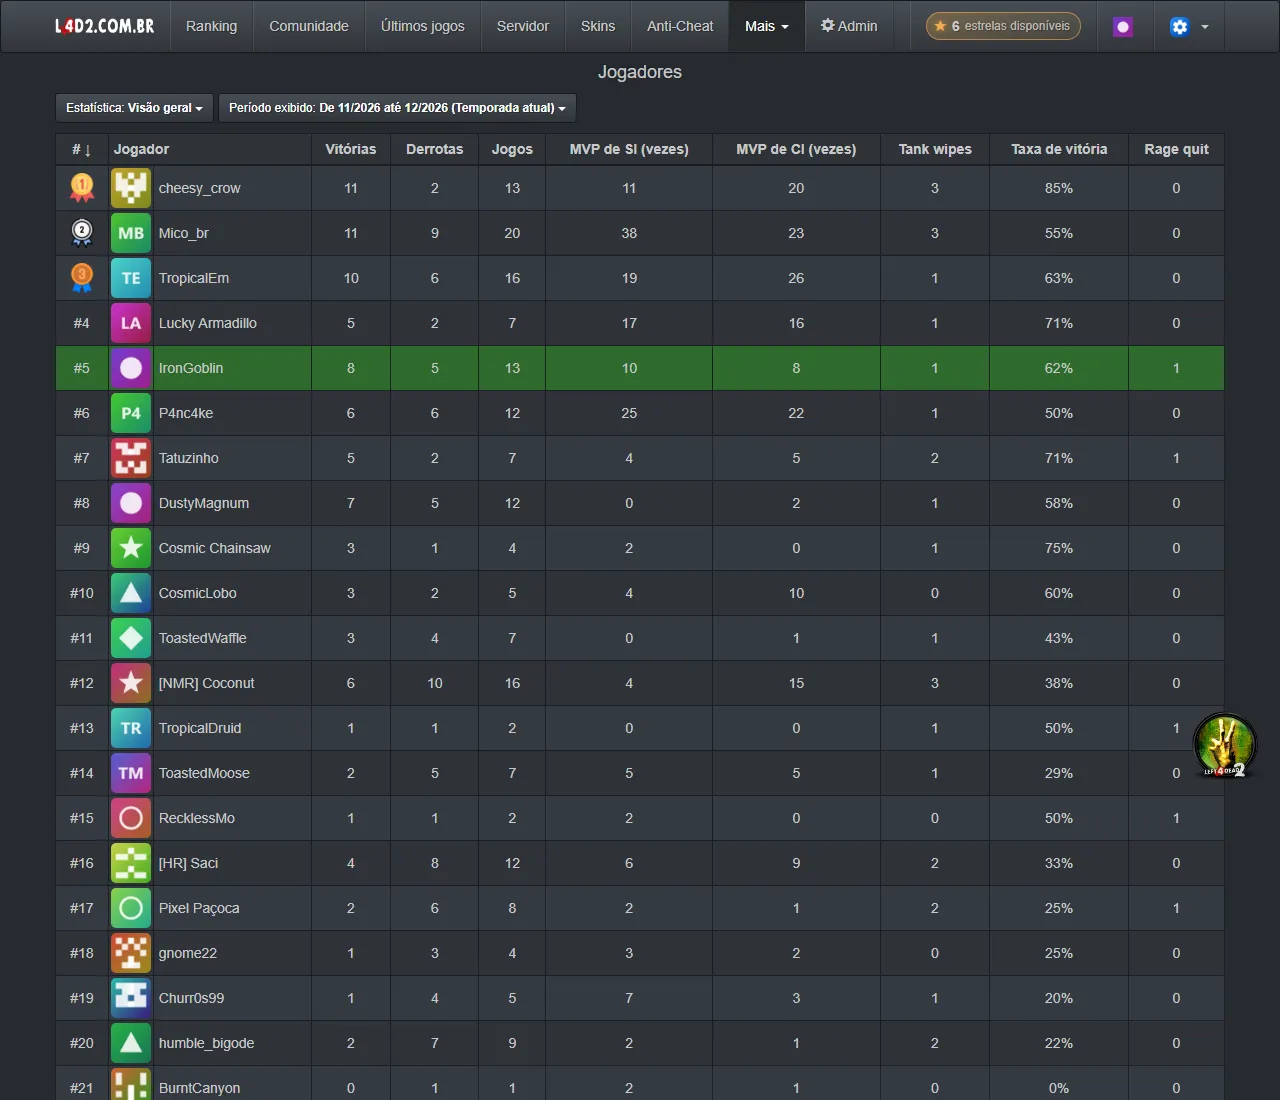 L4D2.COM.BR Ranking Comunidade Últimos jogos Servidor Skins Anti-Cheat Mais Admin 6 estrelas disponíveis
Jogadores
Estatística: Visão geral Período exibido: De 11/2026 até 12/2026 (Temporada atual)
# ↓ Jogador Vitórias Derrotas Jogos MVP de SI (vezes) MVP de CI (vezes) Tank wipes Taxa de vitória Rage quit
1 cheesy_crow 11 2 13 11 20 3 85% 0
2 MB Mico_br 11 9 20 38 23 3 55% 0
3 TE TropicalEm 10 6 16 19 26 1 63% 0
#4 LA Lucky Armadillo 5 2 7 17 16 1 71% 0
#5 IronGoblin 8 5 13 10 8 1 62% 1
#6 P4 P4nc4ke 6 6 12 25 22 1 50% 0
#7 Tatuzinho 5 2 7 4 5 2 71% 1
#8 DustyMagnum 7 5 12 0 2 1 58% 0
#9 Cosmic Chainsaw 3 1 4 2 0 1 75% 0
#10 CosmicLobo 3 2 5 4 10 0 60% 0
#11 ToastedWaffle 3 4 7 0 1 1 43% 0
#12 [NMR] Coconut 6 10 16 4 15 3 38% 0
#13 TR TropicalDruid 1 1 2 0 0 1 50% 1
#14 TM ToastedMoose 2 5 7 5 5 1 29% 0
LEFT4DEAD2
#15 RecklessMo 1 1 2 2 0 0 50% 1
#16 [HR] Saci 4 8 12 6 9 2 33% 0
#17 Pixel Paçoca 2 6 8 2 1 2 25% 1
#18 gnome22 1 3 4 3 2 0 25% 0
#19 Churr0s99 1 4 5 7 3 1 20% 0
#20 humble_bigode 2 7 9 2 1 2 22% 0
#21 BurntCanyon 0 1 1 2 1 0 0% 0